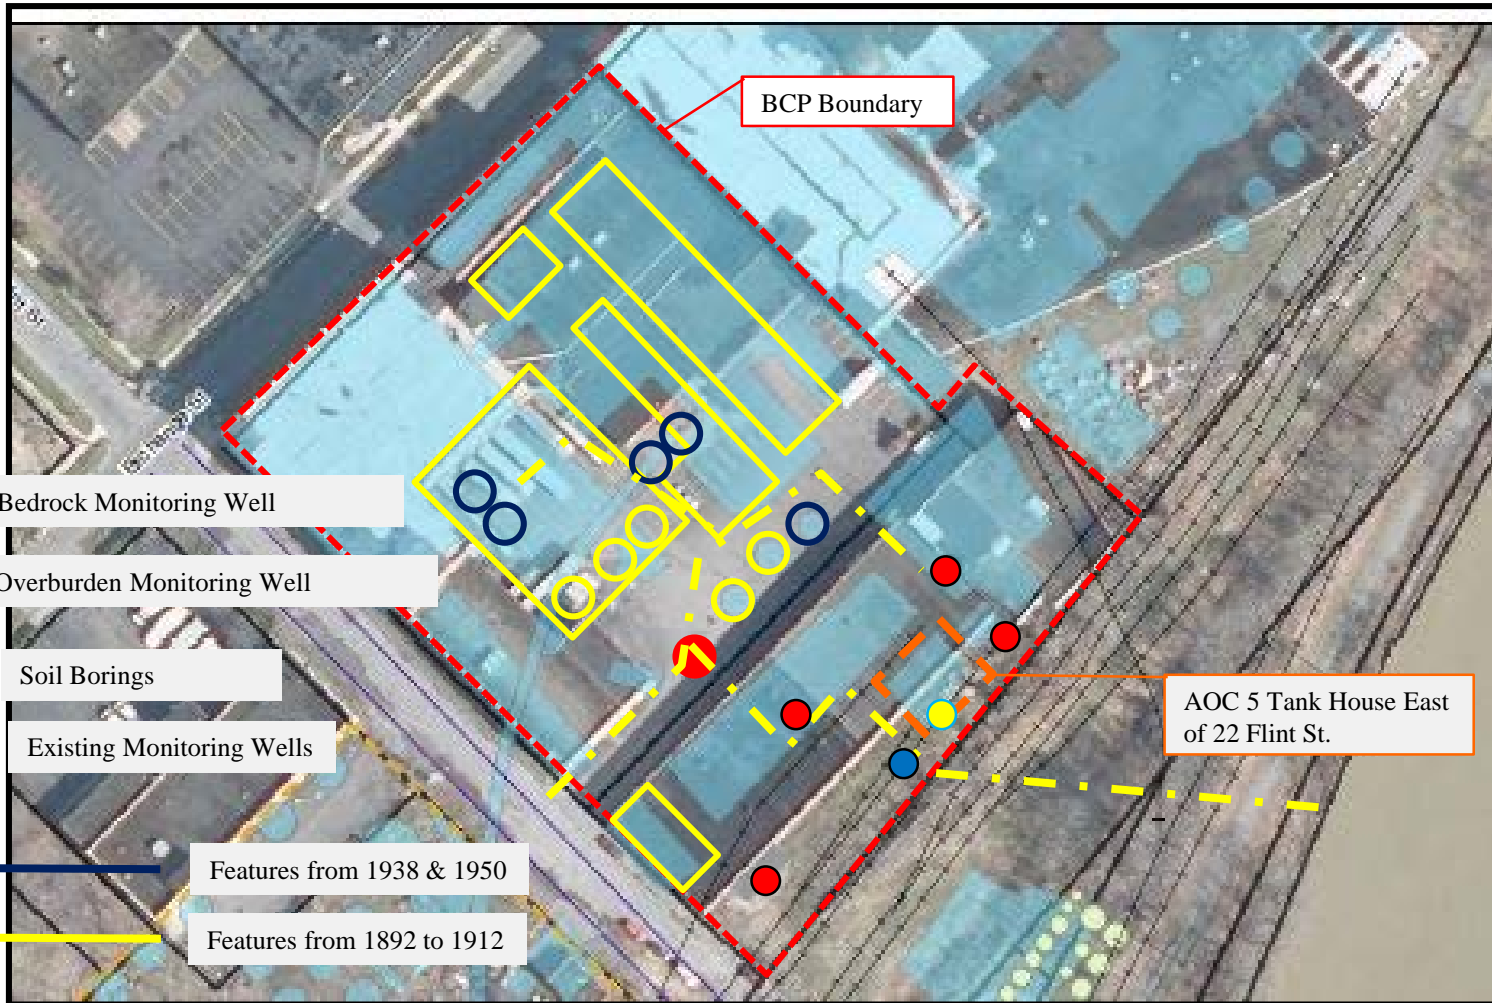 BCP Boundary
Bedrock Monitoring Well
Overburden Monitoring Well
Soil Borings
Existing Monitoring Wells
AOC 5 Tank House East
of 22 Flint St.
Features from 1938 & 1950
Features from 1892 to 1912